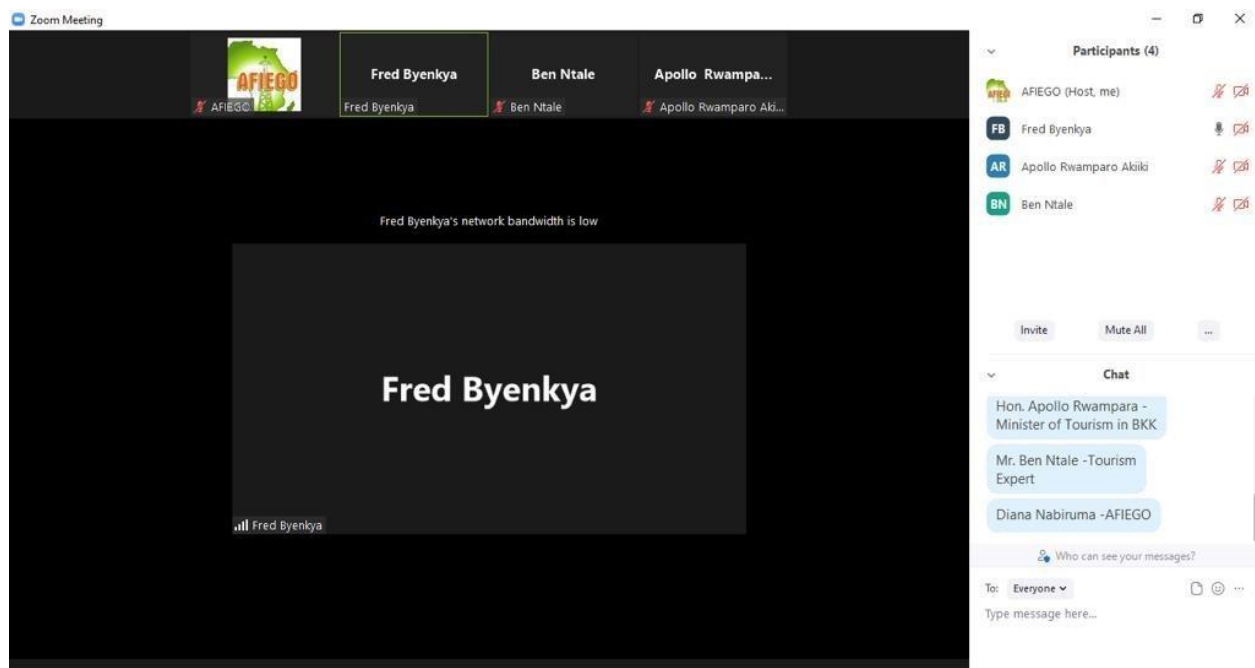 Zoom Meeting
AFIEGO
AFIEGO
Fred Byenkya
Fred Byenkya
Ben Ntale
Ben Ntale
Apollo Rwampa...
Apollo Rwamparo Aki...
Fred Byenkya's network bandwidth is low
Fred Byenkya
Fred Byenkya
Participants (4)
AFIEGO
AFIEGO (Host, me)
FB
Fred Byenkya
AR
Apollo Rwamparo Akiiki
BN
Ben Ntale
Invite
Mute All
...
Chat
Hon. Apollo Rwampara -
Minister of Tourism in BKK
Mr. Ben Ntale -Tourism
Expert
Diana Nabiruma -AFIEGO
Who can see your messages?
To: Everyone
Type message here...